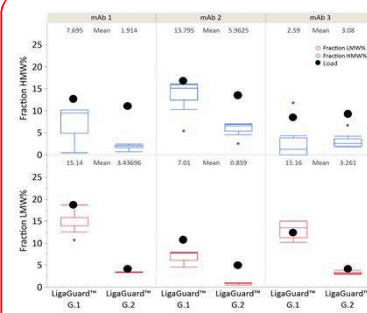 mAb 1 mAb 2 mAb 3
7.695 Mean 1.914 13.795 Mean 5.9625 2.59 Mean 3.08
Fraction HMW%
25
20
15
10
5
0
Fraction LMW%
Fraction HMW%
Load
15.14 Mean 3.43696 7.01 Mean 0.859 15.16 Mean 3.261
Fraction LMW%
25
20
15
10
5
0
LigaGuard™ LigaGuard™ LigaGuard™ LigaGuard™ LigaGuard™ LigaGuard™
G.1 G.2 G.1 G.2 G.1 G.2